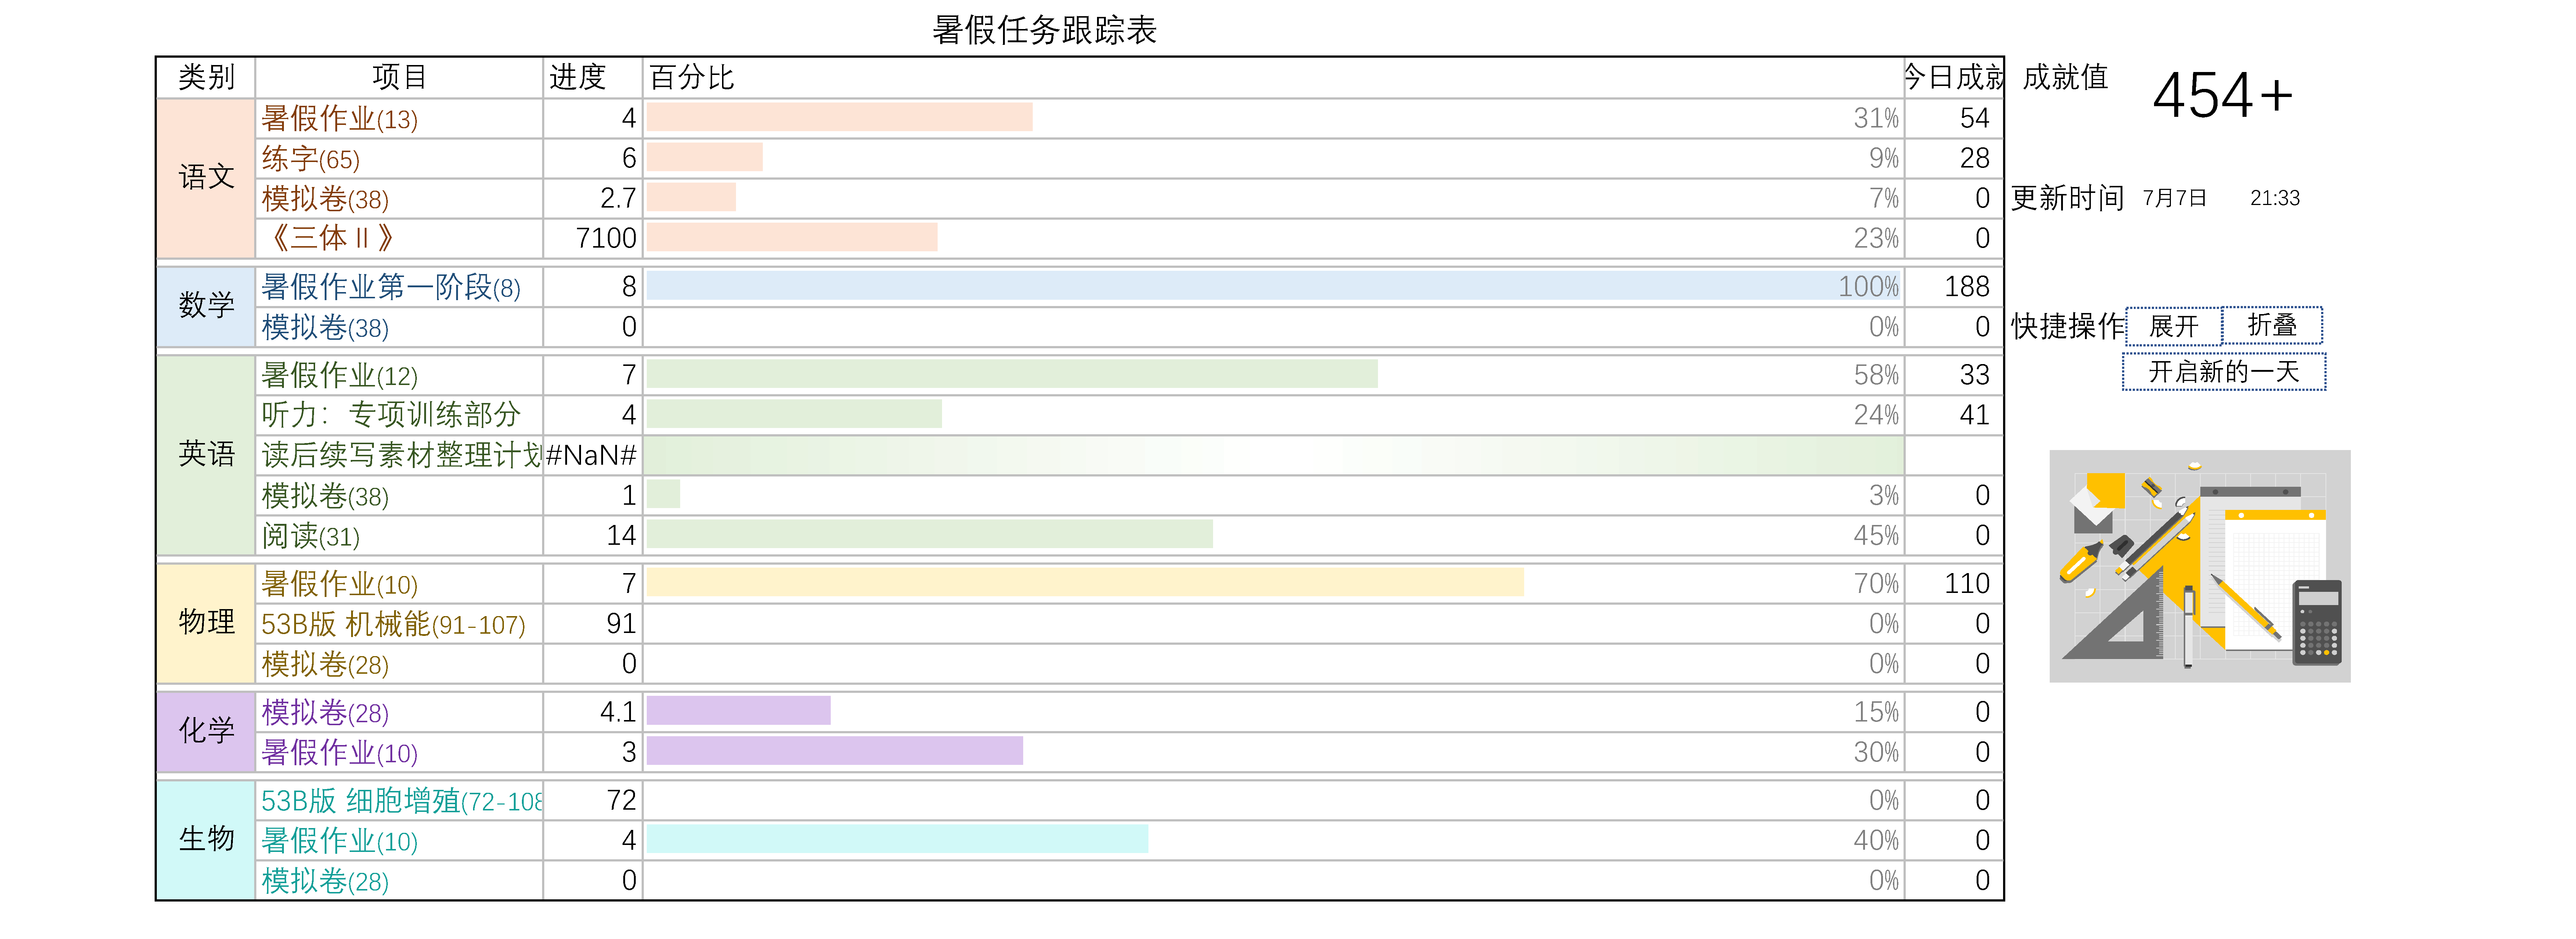 暑假任务跟踪表
类别 项目 进度 百分比 今日成就 成就值 454+
语文
暑假作业(13) 4 31% 54
练字(65) 6 9% 28
模拟卷(38) 2.7 7% 0 更新时间 7月7日 21:33
《三体Ⅱ》 7100 23% 0
数学
暑假作业第一阶段(8) 8 100% 188
模拟卷(38) 0 0% 0 快捷操作 展开 折叠
开启新的一天
英语
暑假作业(12) 7 58% 33
听力：专项训练部分 4 24% 41
读后续写素材整理计划 #NaN#
模拟卷(38) 1 3% 0
阅读(31) 14 45% 0
物理
暑假作业(10) 7 70% 110
53B版 机械能(91-107) 91 0% 0
模拟卷(28) 0 0% 0
化学
模拟卷(28) 4.1 15% 0
暑假作业(10) 3 30% 0
生物
53B版 细胞增殖(72-108 72 0% 0
暑假作业(10) 4 40% 0
模拟卷(28) 0 0% 0